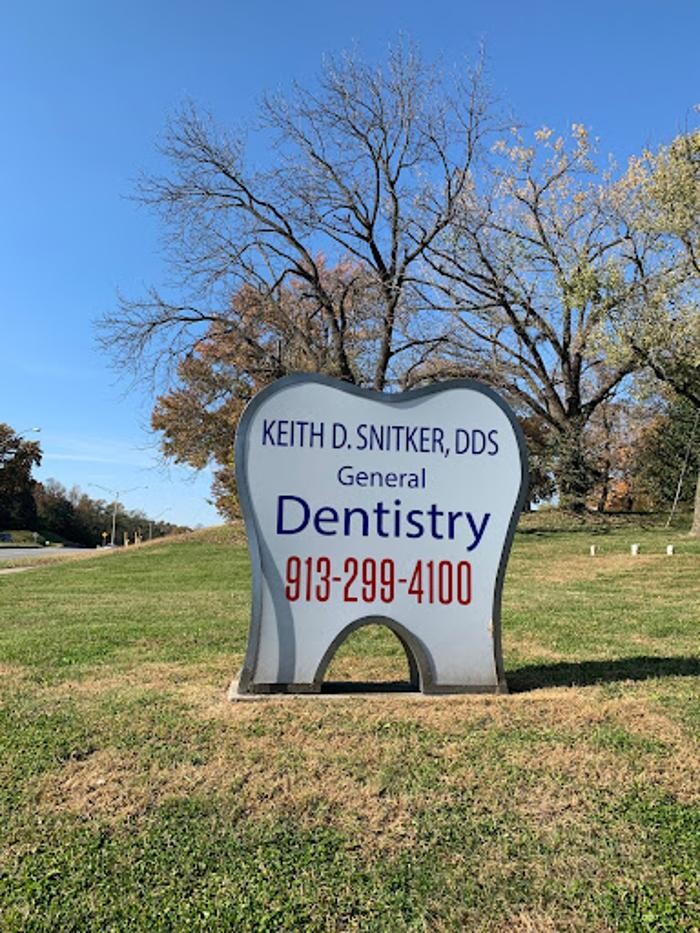 KEITH D. SNITKER, DDS
General
Dentistry
913-299-4100